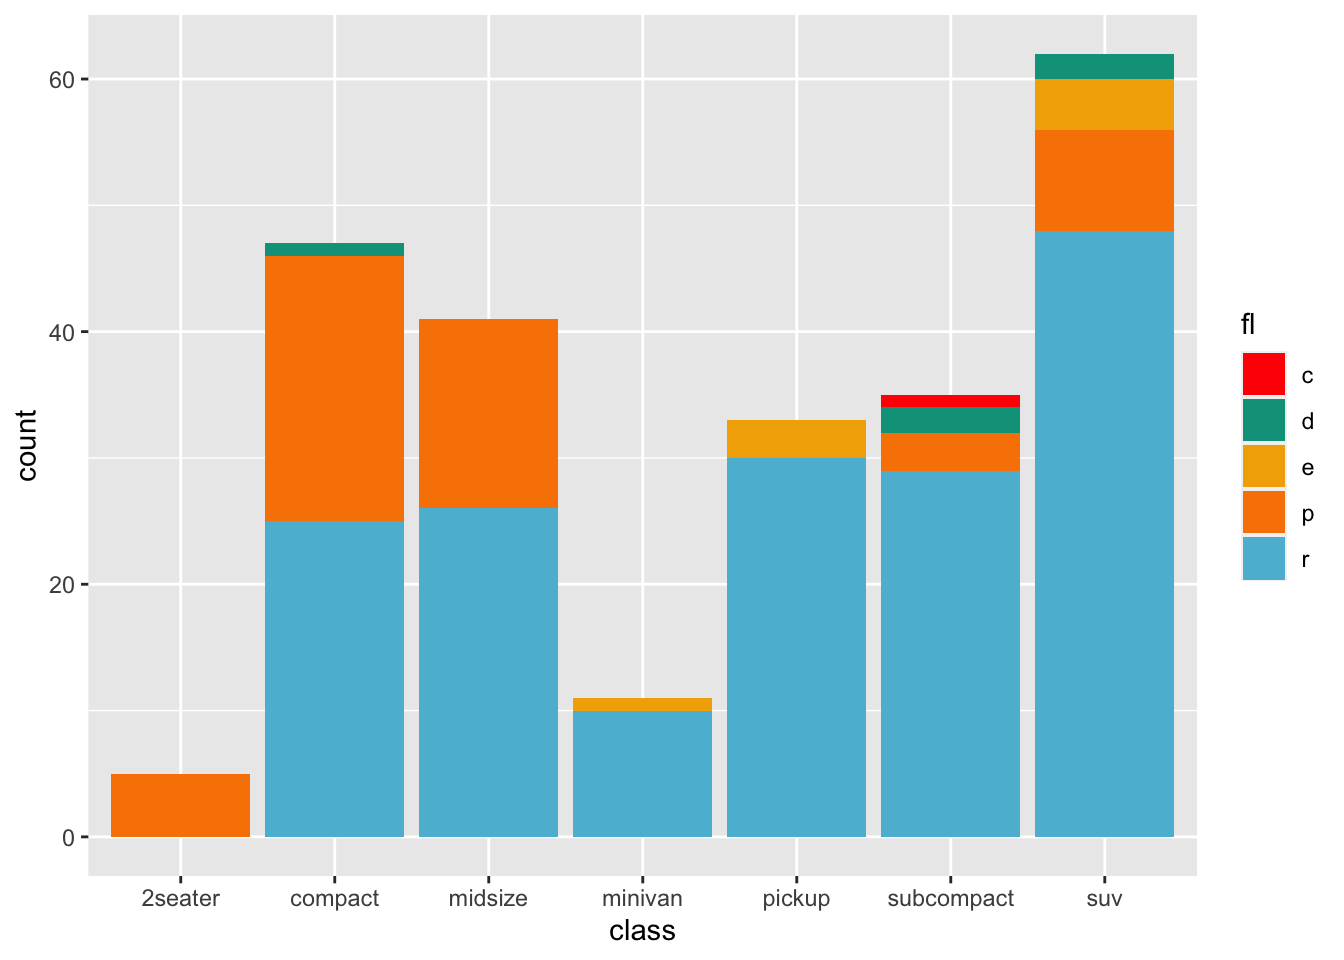 60
40
20
0
count
2seater compact midsize minivan pickup subcompact suv
class
fl
c
d
e
p
r